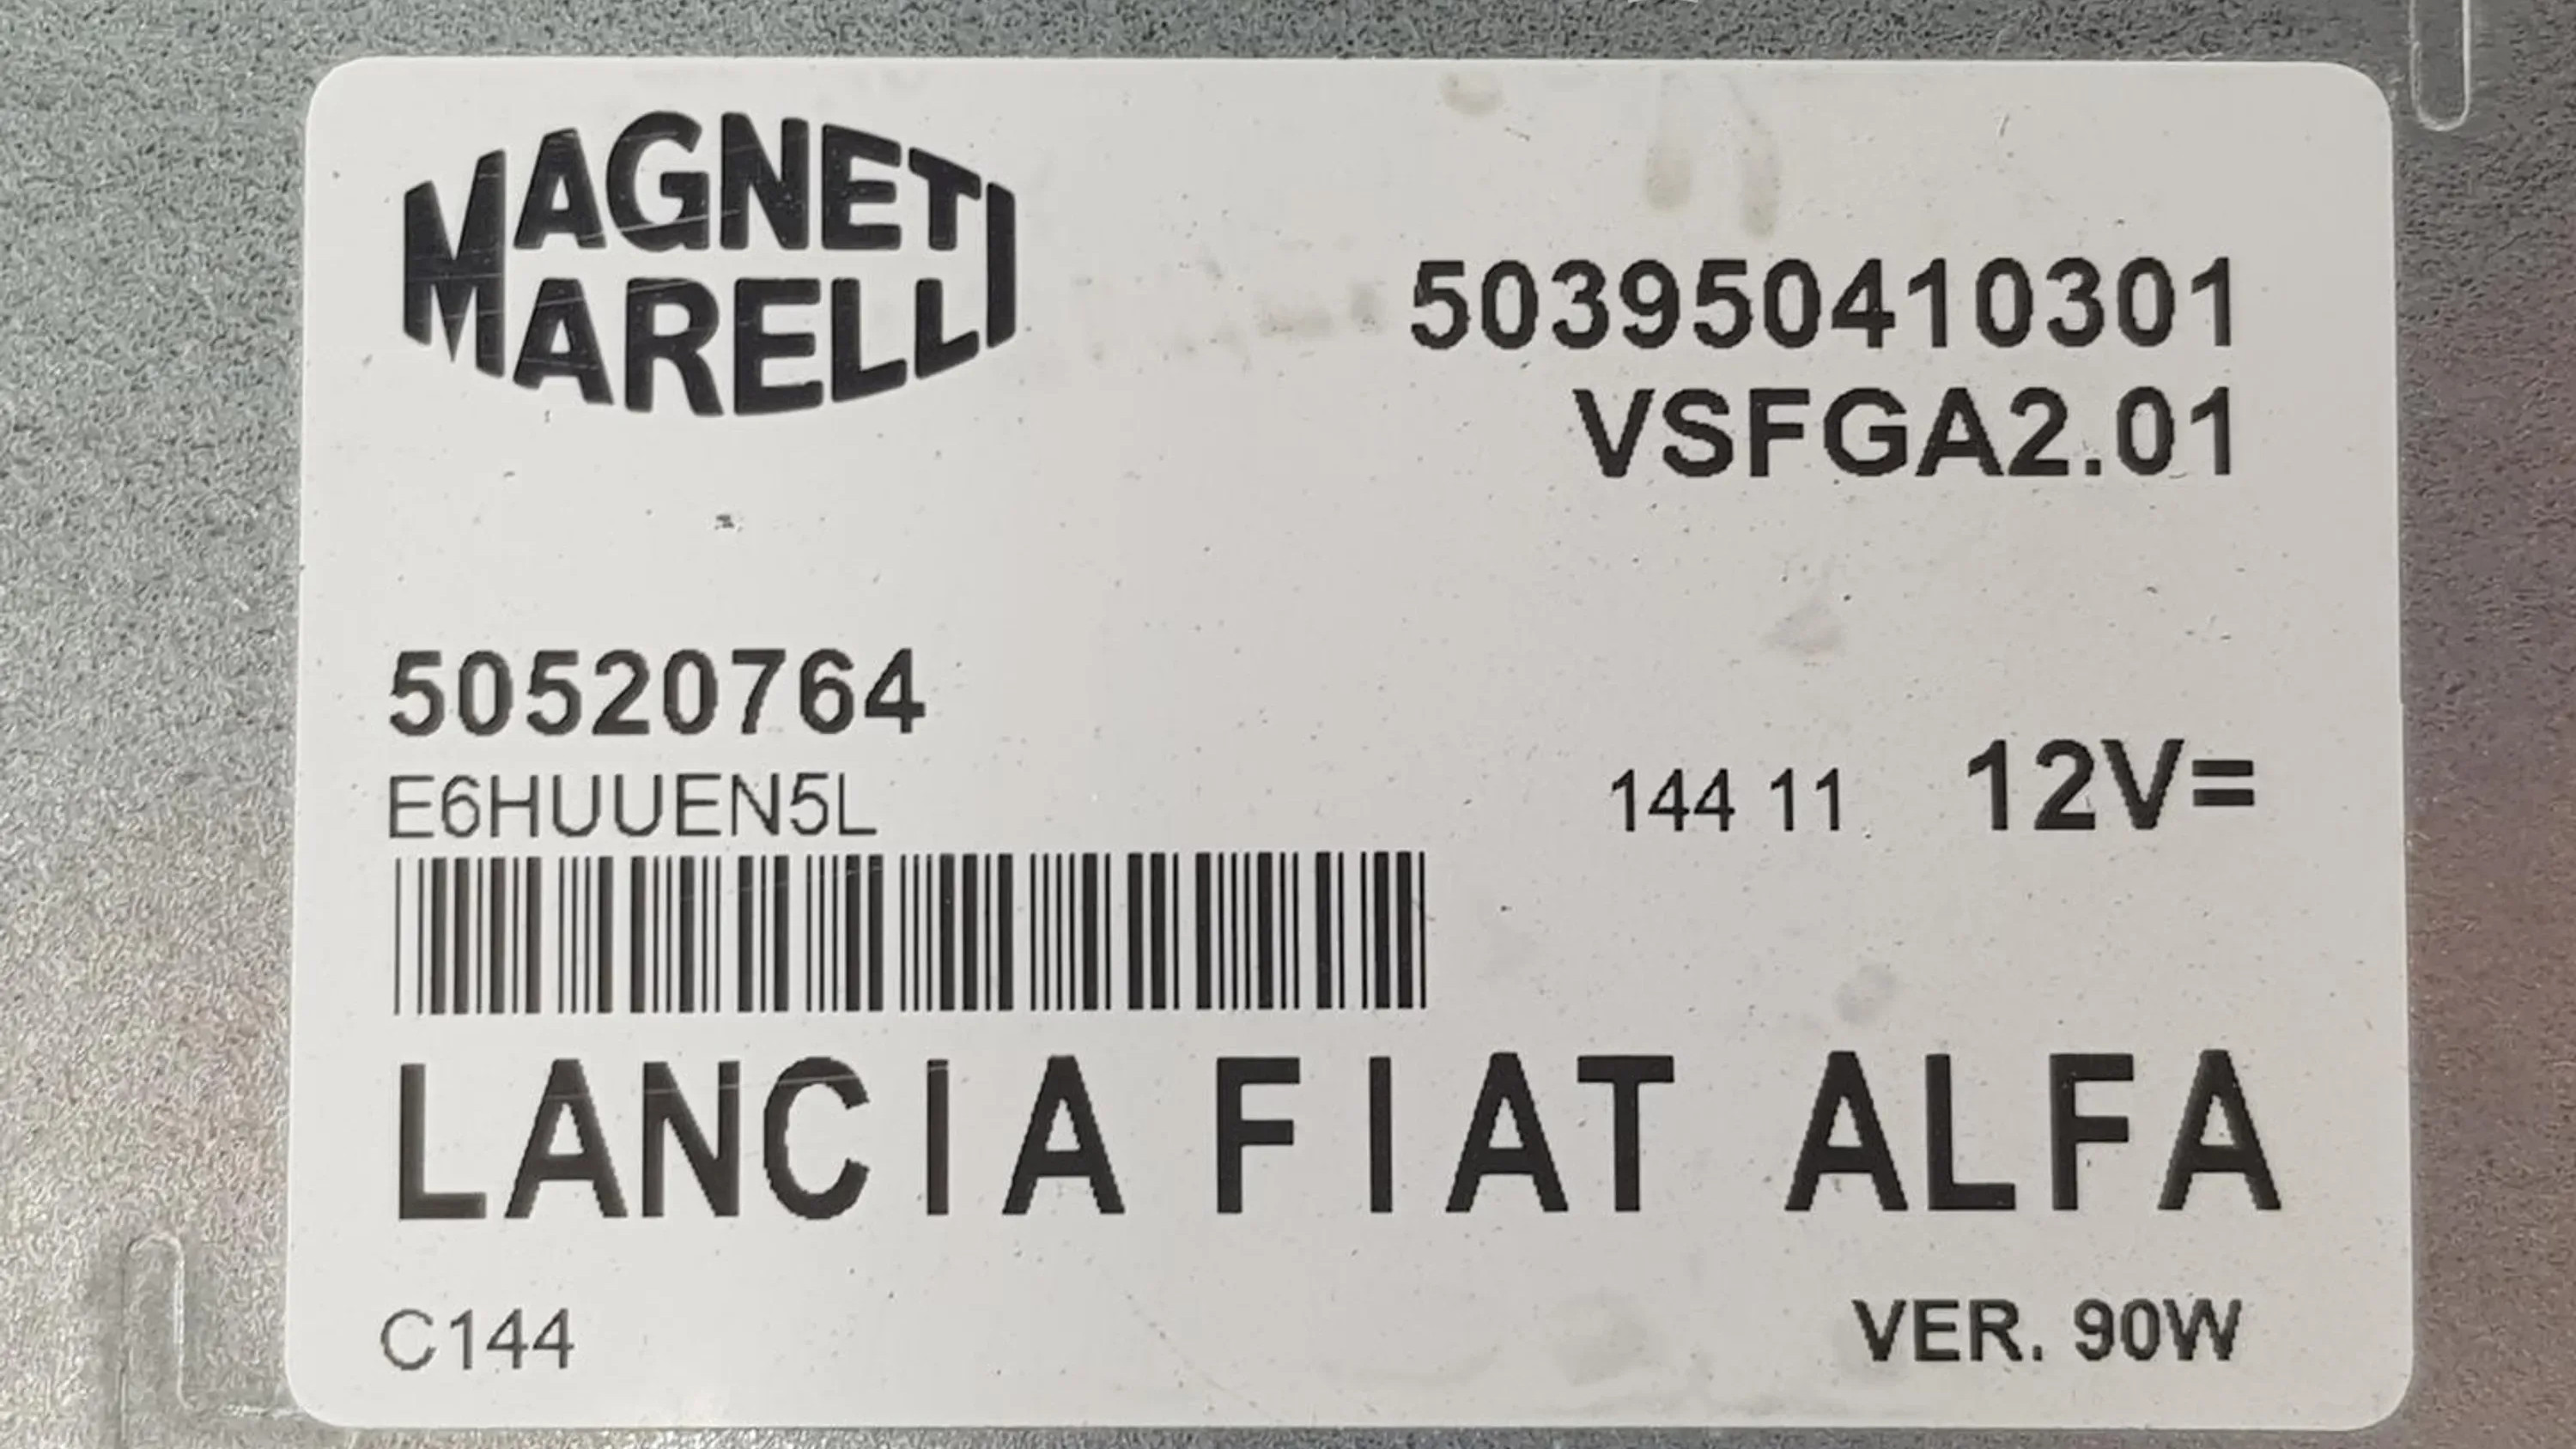 MAGNETI
MARELLI
503950410301
VSFGA2.01
50520764
E6HUUEN5L
144 11 12V=
LANCIA FIAT ALFA
C144
VER. 90W